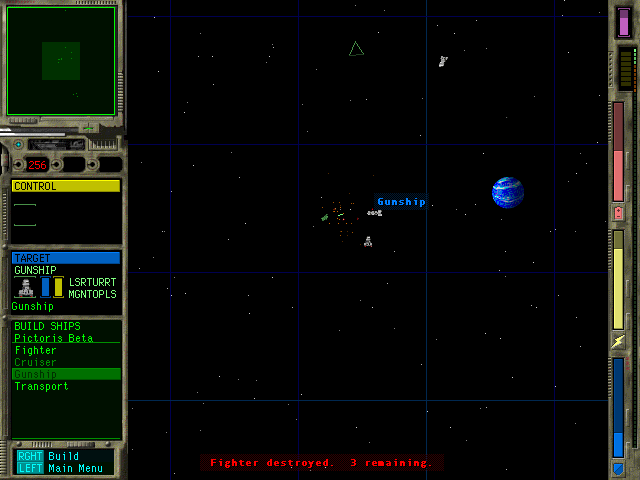 256
CONTROL
Gunship
TARGET
GUNSHIP
LSRTURRT
MGNTOPLS
Gunship
BUILD SHIPS
Pictoris Beta
Fighter
Cruiser
Gunship
Transport
RGHT Build
LEFT Main Menu
Fighter destroyed. 3 remaining.